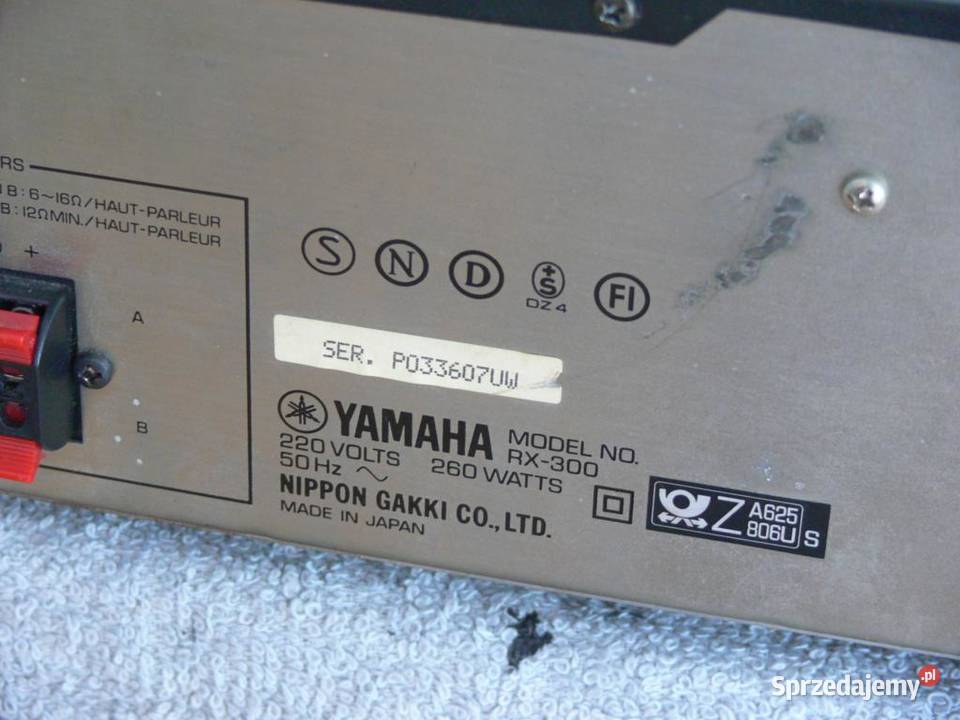 RS
B : 6~16Ω/HAUT-PARLEUR
B : 12ΩMIN./HAUT-PARLEUR
+
A
B
S N D +S FI
DZ 4
SER. P033607UW
YAMAHA MODEL NO.
RX-300
220 VOLTS 260 WATTS
50 Hz ~
NIPPON GAKKI CO., LTD.
MADE IN JAPAN
Z A625
806U S
Sprzedajemy.pl